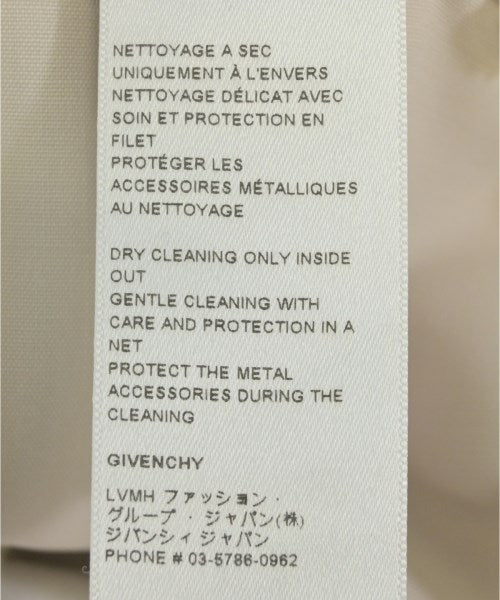 NETTOYAGE A SEC
UNIQUEMENT À L'ENVERS
NETTOYAGE DÉLICAT AVEC
SOIN ET PROTECTION EN
FILET
PROTÉGER LES
ACCESSOIRES MÉTALLIQUES
AU NETTOYAGE
DRY CLEANING ONLY INSIDE
OUT
GENTLE CLEANING WITH
CARE AND PROTECTION IN A
NET
PROTECT THE METAL
ACCESSORIES DURING THE
CLEANING
GIVENCHY
LVMH ファッション・
グループ・ジャパン(株)
ジバンシィ ジャパン
PHONE # 03-5786-0962